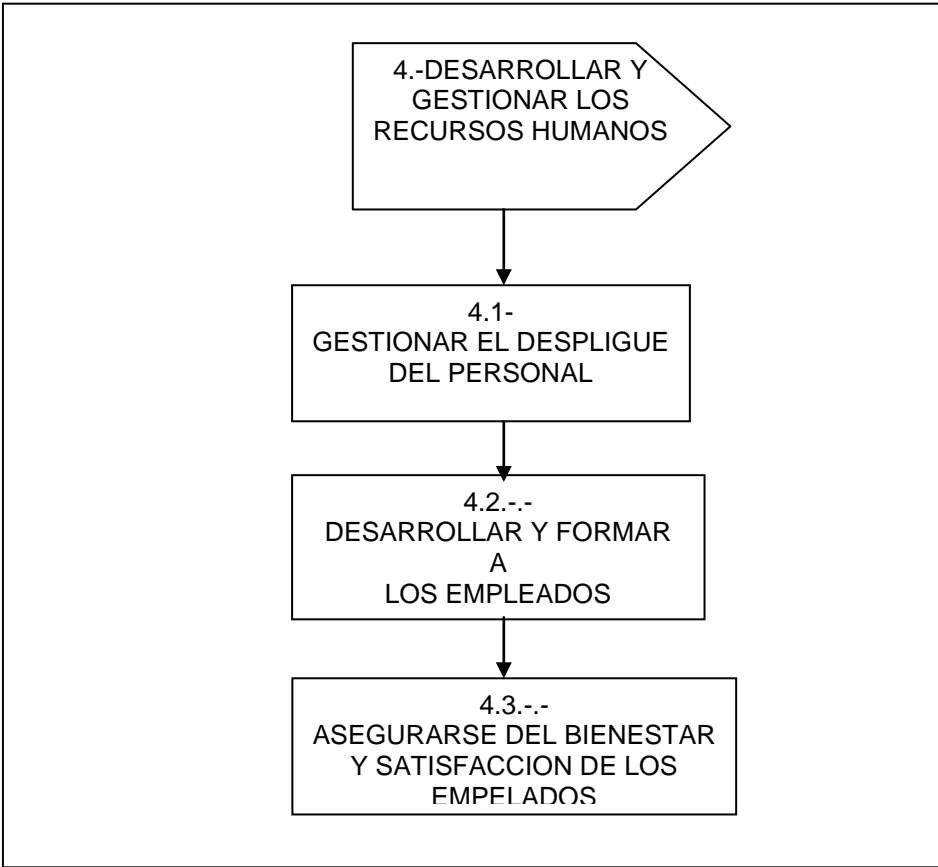 4.-DESARROLLAR Y
GESTIONAR LOS
RECURSOS HUMANOS
4.1-
GESTIONAR EL DESPLIGUE
DEL PERSONAL
4.2.-.-
DESARROLLAR Y FORMAR
A
LOS EMPLEADOS
4.3.-.-
ASEGURARSE DEL BIENESTAR
Y SATISFACCION DE LOS
EMPELADOS